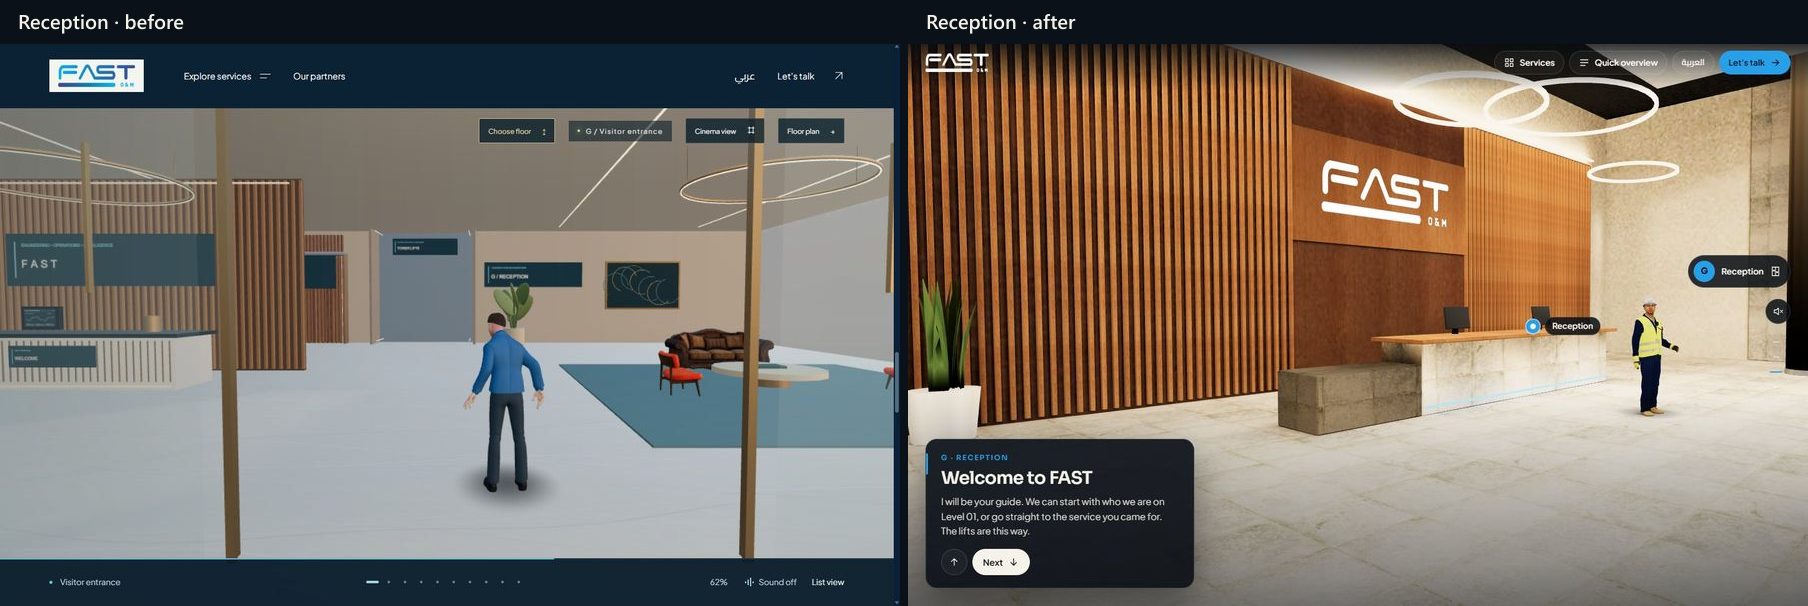 Reception · before
FAST
O&M
Explore services
Our partners
عربي
Let's talk
Choose floor
G / Visitor entrance
Cinema view
Floor plan
FAST
WELCOME
G / RECEPTION
Visitor entrance
62%
Sound off
List view
Reception · after
FAST
O&M
Services
Quick overview
العربية
Let's talk
FAST
O&M
G
Reception
Reception
G · RECEPTION
Welcome to FAST
I will be your guide. We can start with who we are on
Level 01, or go straight to the service you came for.
The lifts are this way.
Next